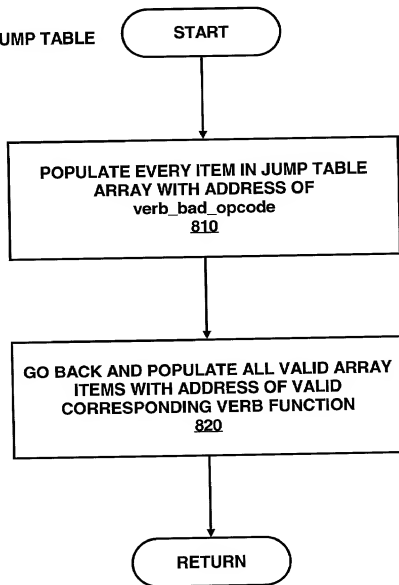 JUMP TABLE
START
POPULATE EVERY ITEM IN JUMP TABLE
ARRAY WITH ADDRESS OF
verb_bad_opcode
810
GO BACK AND POPULATE ALL VALID ARRAY
ITEMS WITH ADDRESS OF VALID
CORRESPONDING VERB FUNCTION
820
RETURN